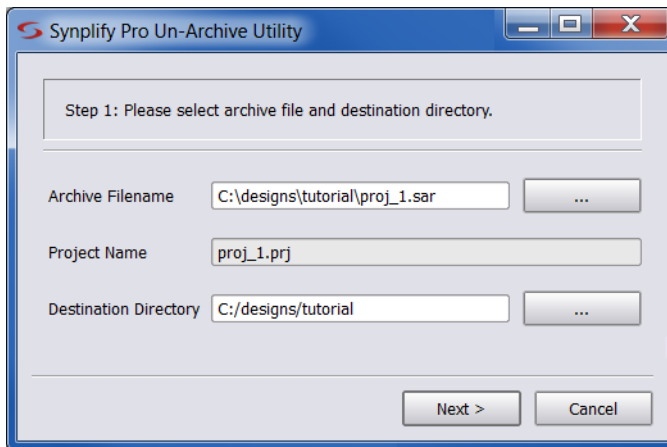 Synplify Pro Un-Archive Utility
Step 1: Please select archive file and destination directory.
Archive Filename C:\designs\tutorial\proj_1.sar ...
Project Name proj_1.prj
Destination Directory C:/designs/tutorial ...
Next > Cancel